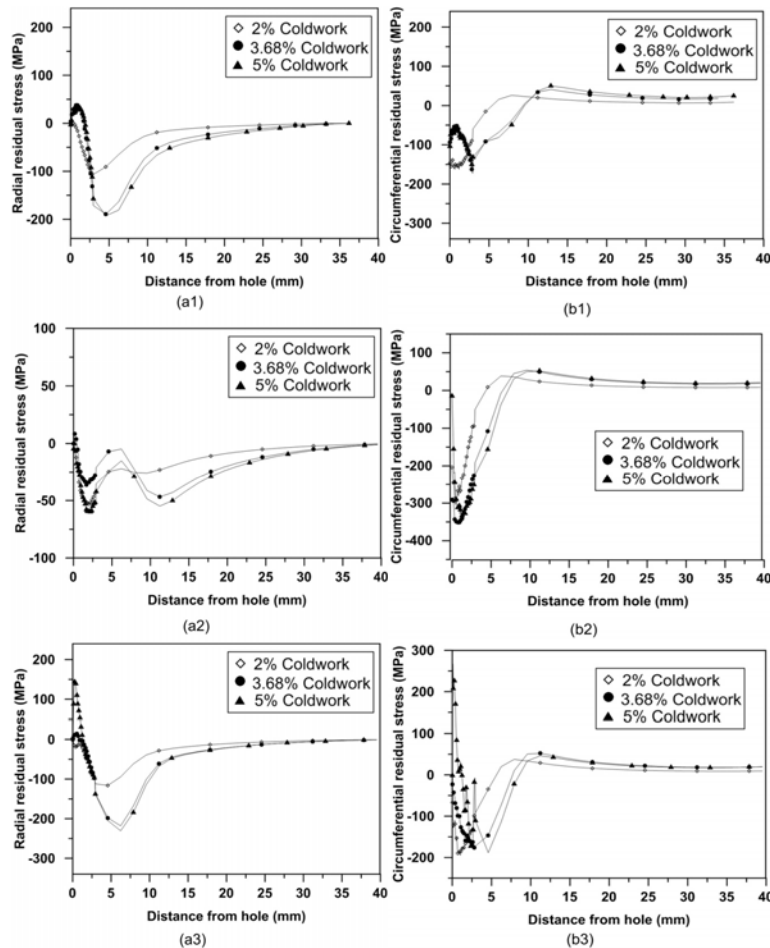 Radial residual stress (MPa)
200
100
0
-100
-200
2% Coldwork
3.68% Coldwork
5% Coldwork
0 5 10 15 20 25 30 35 40
Distance from hole (mm)
(a1)
Circumferential residual stress (MPa)
200
100
0
-100
-200
-300
2% Coldwork
3.68% Coldwork
5% Coldwork
0 5 10 15 20 25 30 35 40
Distance from hole (mm)
(b1)
Radial residual stress (MPa)
100
50
0
-50
-100
2% Coldwork
3.68% Coldwork
5% Coldwork
0 5 10 15 20 25 30 35 40
Distance from hole (mm)
(a2)
Circumferential residual stress (MPa)
100
0
-100
-200
-300
-400
2% Coldwork
3.68% Coldwork
5% Coldwork
0 5 10 15 20 25 30 35 40
Distance from hole (mm)
(b2)
Radial residual stress (MPa)
200
100
0
-100
-200
-300
2% Coldwork
3.68% Coldwork
5% Coldwork
0 5 10 15 20 25 30 35 40
Distance from hole (mm)
(a3)
Circumferential residual stress (MPa)
300
200
100
0
-100
-200
2% Coldwork
3.68% Coldwork
5% Coldwork
0 5 10 15 20 25 30 35 40
Distance from hole (mm)
(b3)